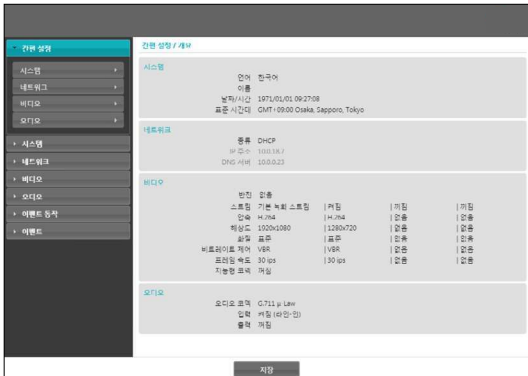 간편 설정
시스템
네트워크
비디오
오디오
시스템
네트워크
비디오
오디오
이벤트 동작
이벤트
간편 설정 / 개요
시스템
언어 한국어
이름
날짜/시간 1971/01/01 09:27:08
표준 시간대 GMT+09:00 Osaka, Sapporo, Tokyo
네트워크
종류 DHCP
IP 주소 10.0.18.2
DNS 서버 10.0.0.23
비디오
반전 없음
스트림 기본 녹화 스트림 | 켜짐 | 꺼짐 | 꺼짐
압축 H.264 | H.264 | 없음 | 없음
해상도 1920x1080 | 1280x720 | 없음 | 없음
화질 표준 | 표준 | 없음 | 없음
비트레이트 제어 VBR | VBR | 없음 | 없음
프레임 속도 30 ips | 30 ips | 없음 | 없음
지능형 코덱 꺼짐
오디오
오디오 코덱 G.711 μ Law
입력 켜짐 (라인-인)
출력 꺼짐
저장